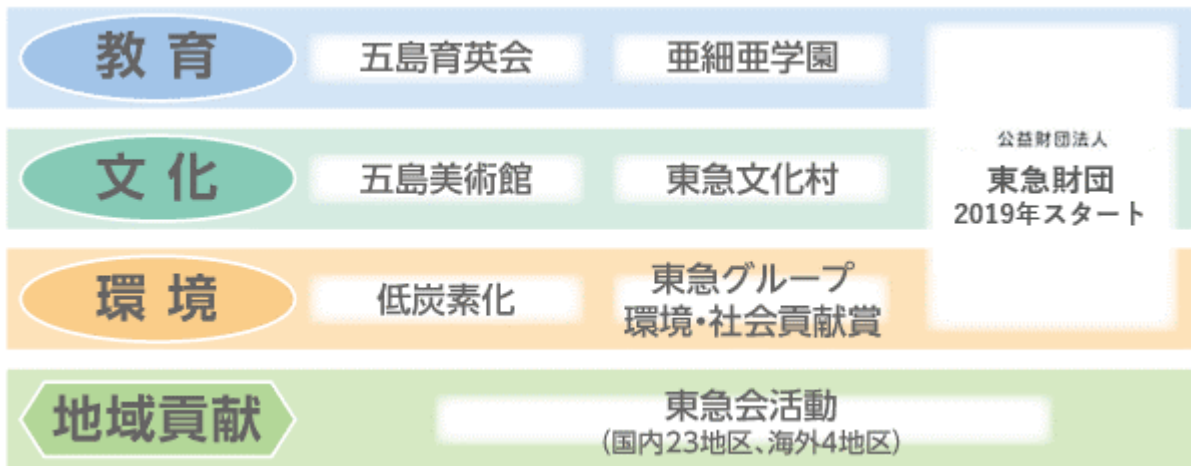 教育
五島育英会
亜細亜学園
文化
五島美術館
東急文化村
公益財団法人
東急財団
2019年スタート
環境
低炭素化
東急グループ
環境・社会貢献賞
地域貢献
東急会活動
(国内23地区、海外4地区)